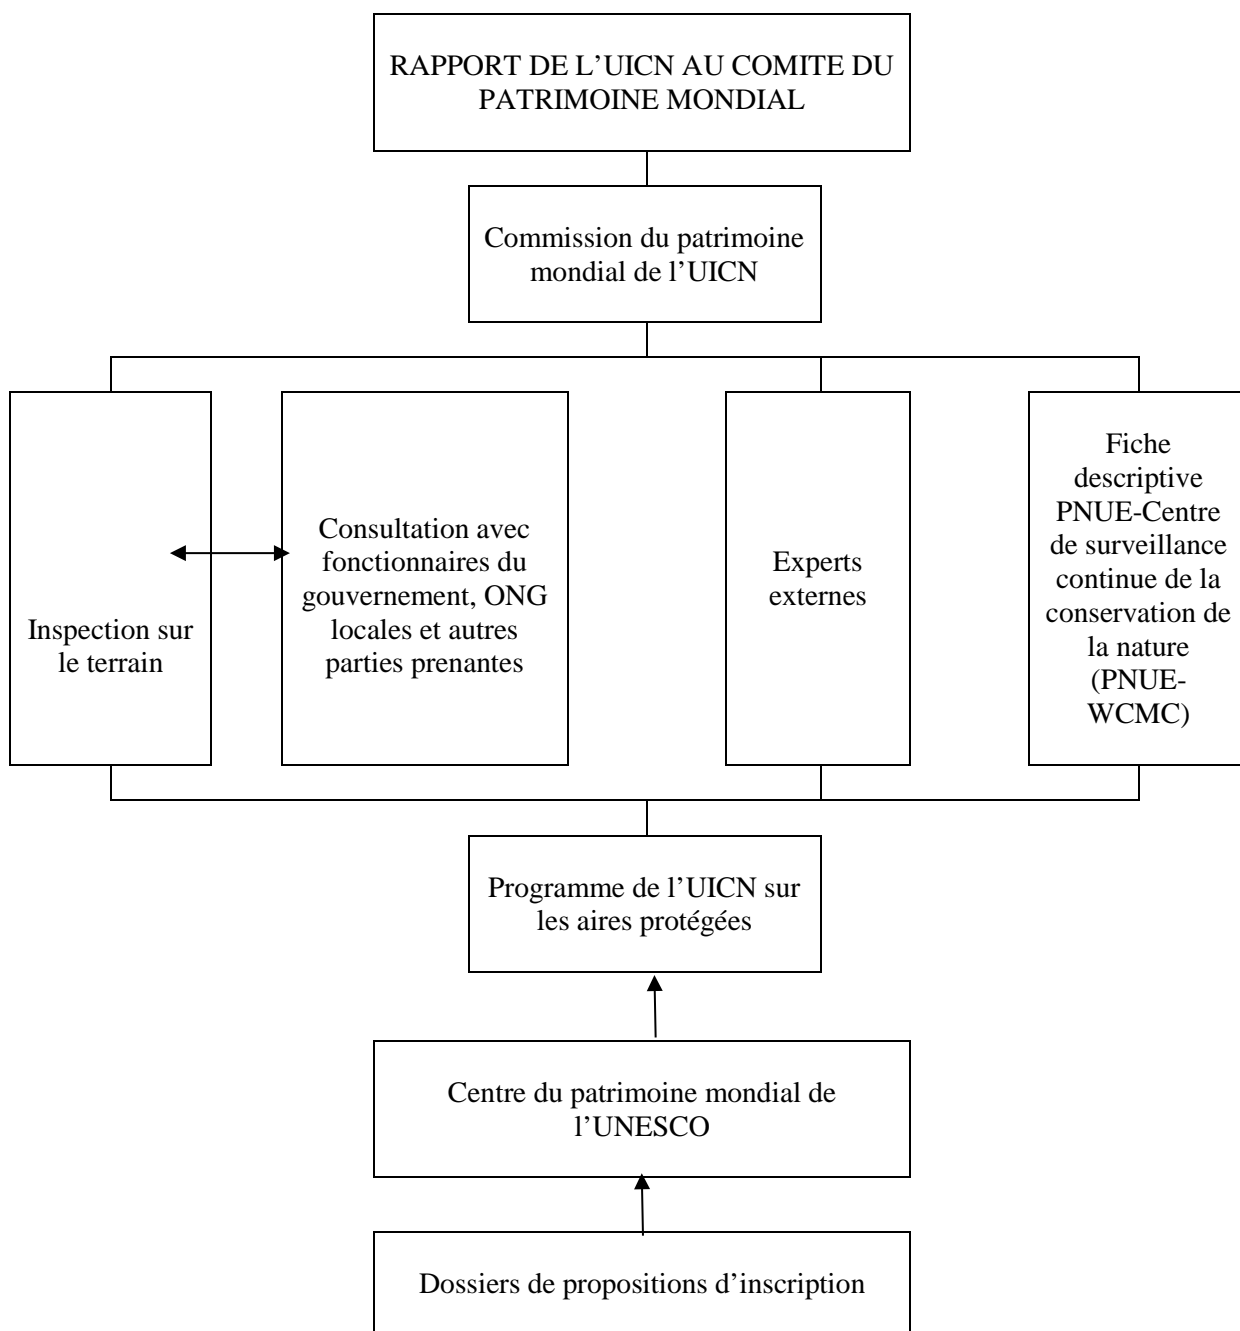 RAPPORT DE L’UICN AU COMITE DU
PATRIMOINE MONDIAL
Commission du patrimoine
mondial de l’UICN
Inspection sur
le terrain
Consultation avec
fonctionnaires du
gouvernement, ONG
locales et autres
parties prenantes
Experts
externes
Fiche
descriptive
PNUE-Centre
de surveillance
continue de la
conservation de
la nature
(PNUE-
WCMC)
Programme de l’UICN sur
les aires protégées
Centre du patrimoine mondial de
l’UNESCO
Dossiers de propositions d’inscription